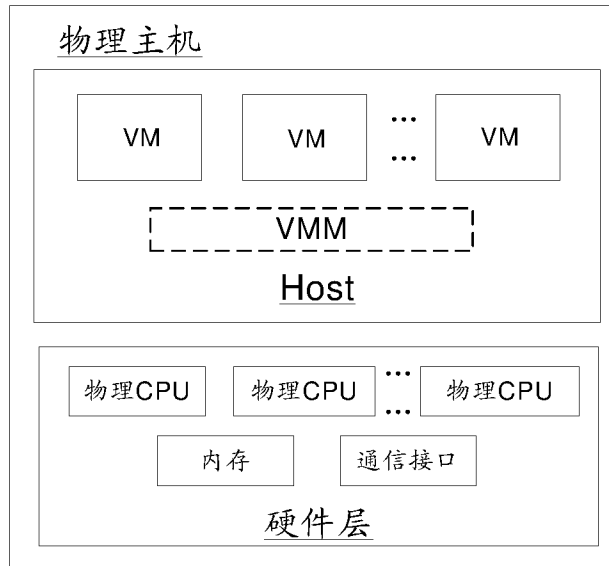 物理主机
VM VM ... VM
...
VMM
Host
物理CPU 物理CPU ... 物理CPU
...
内存 通信接口
硬件层